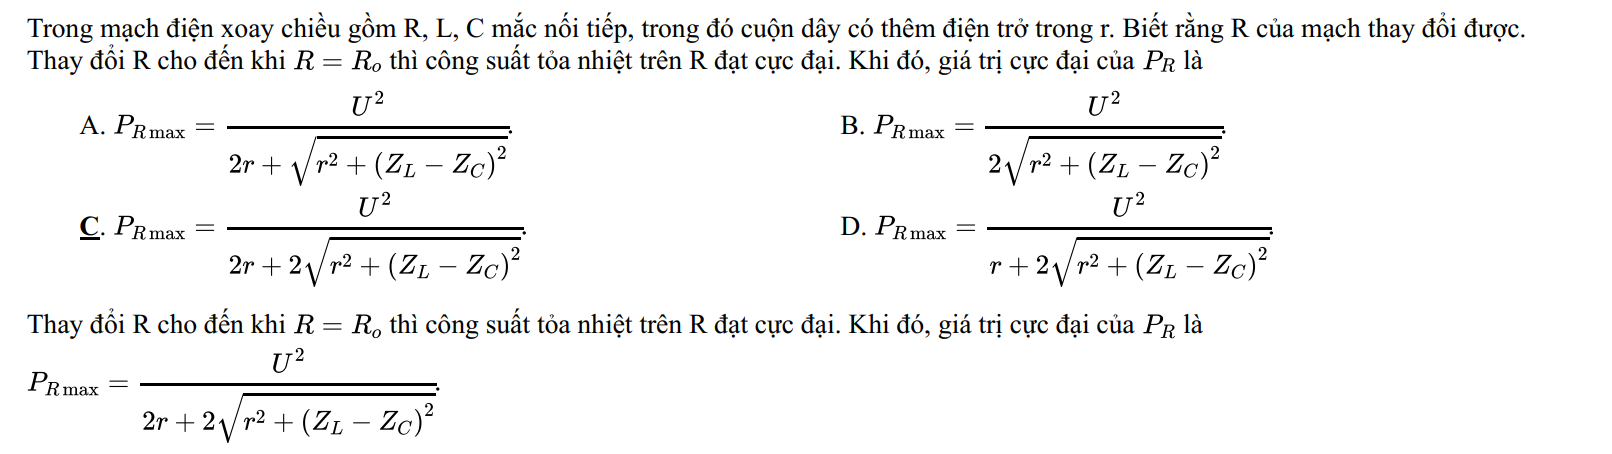 Trong mạch điện xoay chiều gồm R, L, C mắc nối tiếp, trong đó cuộn dây có thêm điện trở trong r. Biết rằng R của mạch thay đổi được.
Thay đổi R cho đến khi $R = R_o$ thì công suất tỏa nhiệt trên R đạt cực đại. Khi đó, giá trị cực đại của $P_R$ là
A. $P_{R\max} = \frac{U^2}{2r + \sqrt{r^2 + (Z_L - Z_C)^2}}$.
B. $P_{R\max} = \frac{U^2}{2\sqrt{r^2 + (Z_L - Z_C)^2}}$.
C. $P_{R\max} = \frac{U^2}{2r + 2\sqrt{r^2 + (Z_L - Z_C)^2}}$.
D. $P_{R\max} = \frac{U^2}{r + 2\sqrt{r^2 + (Z_L - Z_C)^2}}$.
Thay đổi R cho đến khi $R = R_o$ thì công suất tỏa nhiệt trên R đạt cực đại. Khi đó, giá trị cực đại của $P_R$ là
$P_{R\max} = \frac{U^2}{2r + 2\sqrt{r^2 + (Z_L - Z_C)^2}}$.